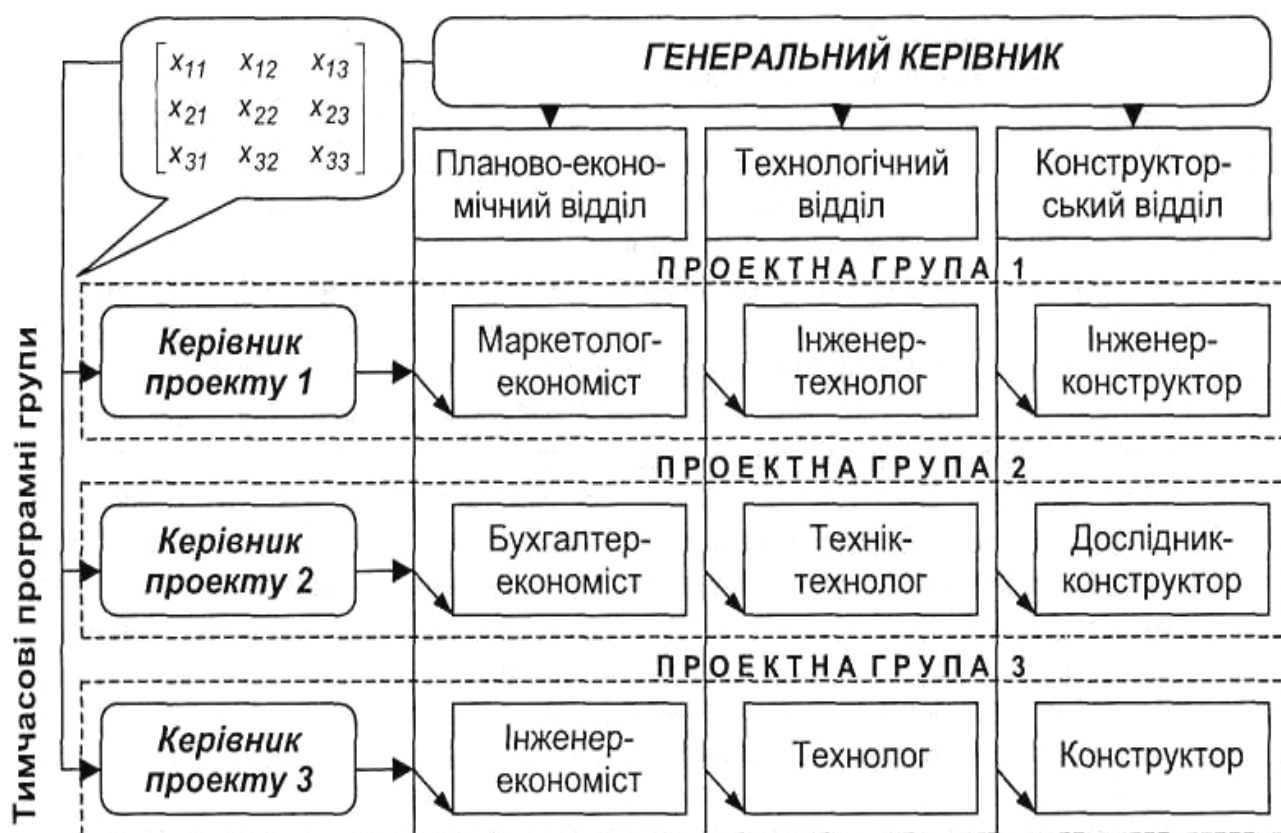 x11 x12 x13
x21 x22 x23
x31 x32 x33
ГЕНЕРАЛЬНИЙ КЕРІВНИК
Планово-еконо-
мічний відділ
Технологічний
відділ
Конструктор-
ський відділ
Тимчасові програмні групи
ПРОЕКТНА ГРУПА 1
Керівник
проекту 1
Маркетолог-
економіст
Інженер-
технолог
Інженер-
конструктор
ПРОЕКТНА ГРУПА 2
Керівник
проекту 2
Бухгалтер-
економіст
Технік-
технолог
Дослідник-
конструктор
ПРОЕКТНА ГРУПА 3
Керівник
проекту 3
Інженер-
економіст
Технолог
Конструктор